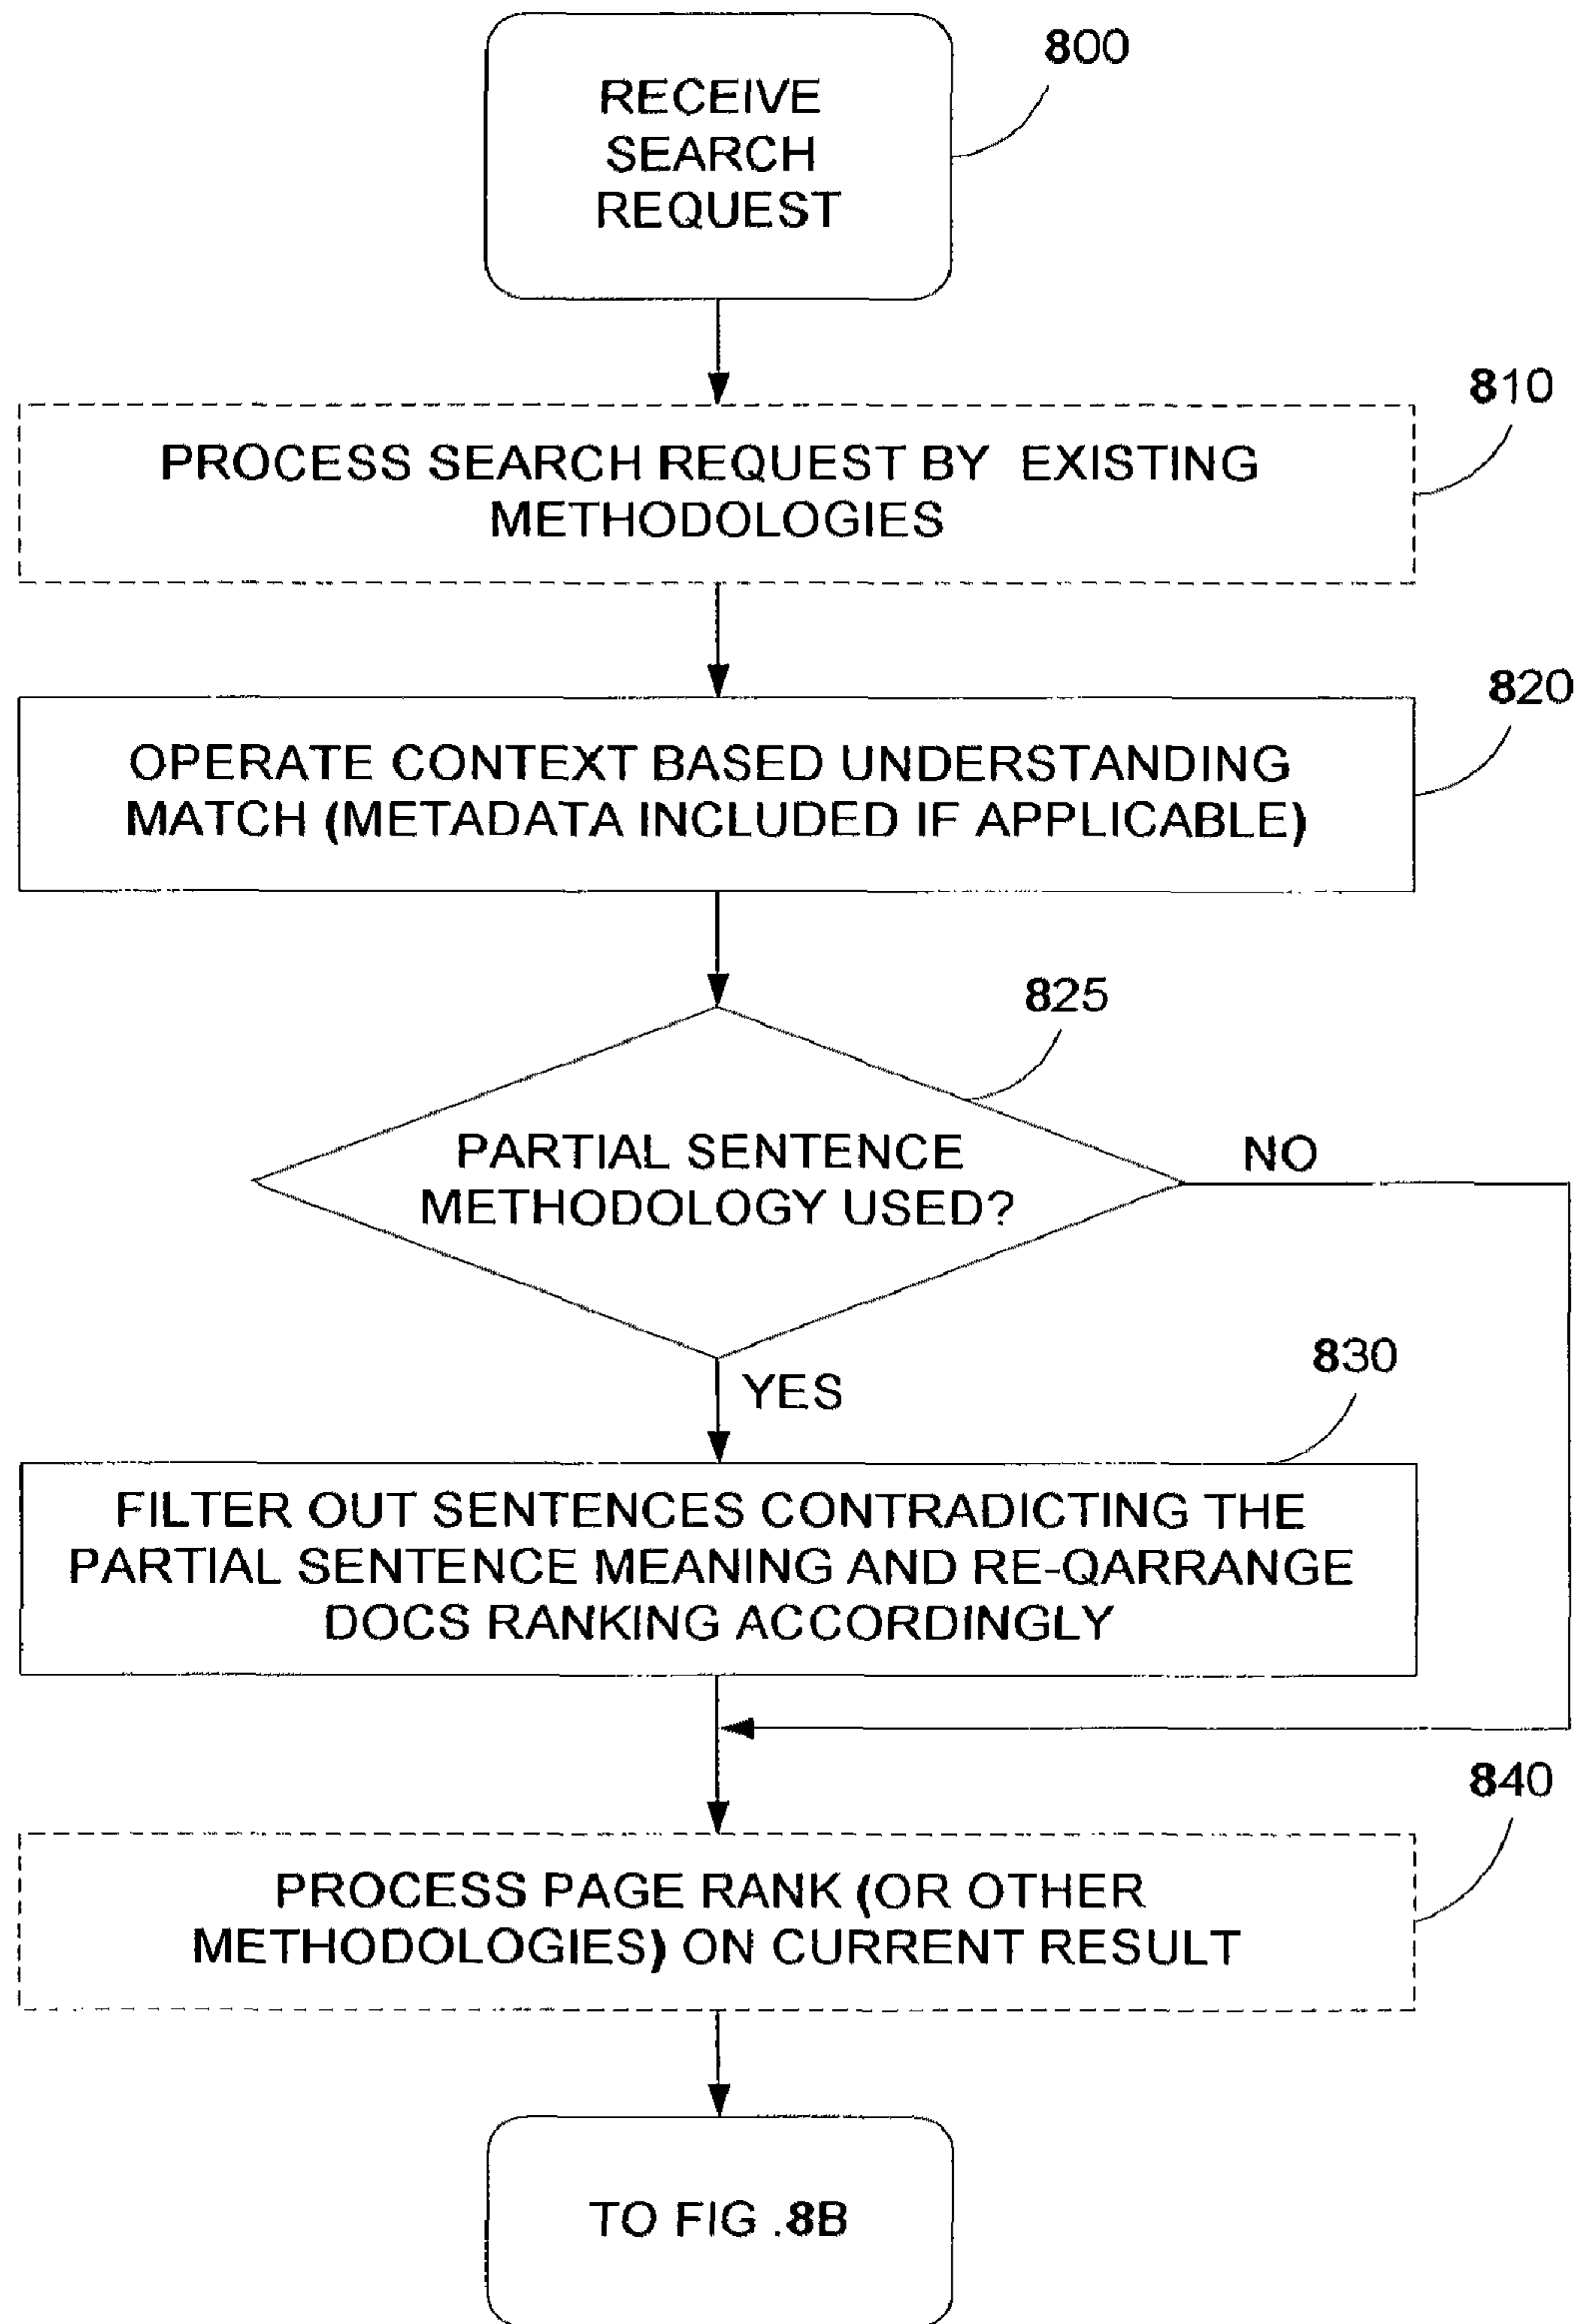 RECEIVE
SEARCH
REQUEST
800
PROCESS SEARCH REQUEST BY EXISTING
METHODOLOGIES
810
OPERATE CONTEXT BASED UNDERSTANDING
MATCH (METADATA INCLUDED IF APPLICABLE)
820
825
PARTIAL SENTENCE
METHODOLOGY USED?
NO
YES
830
FILTER OUT SENTENCES CONTRADICTING THE
PARTIAL SENTENCE MEANING AND RE-QARRANGE
DOCS RANKING ACCORDINGLY
840
PROCESS PAGE RANK (OR OTHER
METHODOLOGIES) ON CURRENT RESULT
TO FIG .8B